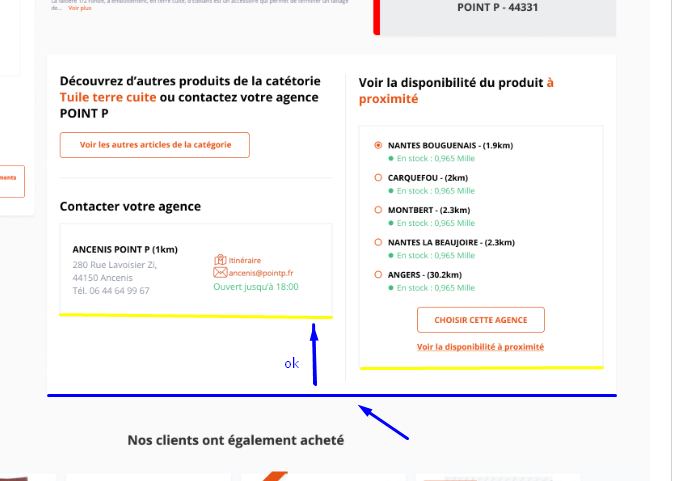 de... Voir plus
POINT P - 44331
Découvrez d'autres produits de la catétorie
Tuile terre cuite ou contactez votre agence
POINT P
Voir les autres articles de la catégorie
Contacter votre agence
ANCENIS POINT P (1km)
280 Rue Lavoisier Zi,
44150 Ancenis
Tél. 06 44 64 99 67
Itinéraire
ancenis@pointp.fr
Ouvert jusqu'à 18:00
Voir la disponibilité du produit à
proximité
NANTES BOUGUENAIS - (1.9km)
En stock : 0,965 Mille
CARQUEFOU - (2km)
En stock : 0,965 Mille
MONTBERT - (2.3km)
En stock : 0,965 Mille
NANTES LA BEAUJOIRE - (2.3km)
En stock : 0,965 Mille
ANGERS - (30.2km)
En stock : 0,965 Mille
CHOISIR CETTE AGENCE
Voir la disponibilité à proximité
ok
Nos clients ont également acheté